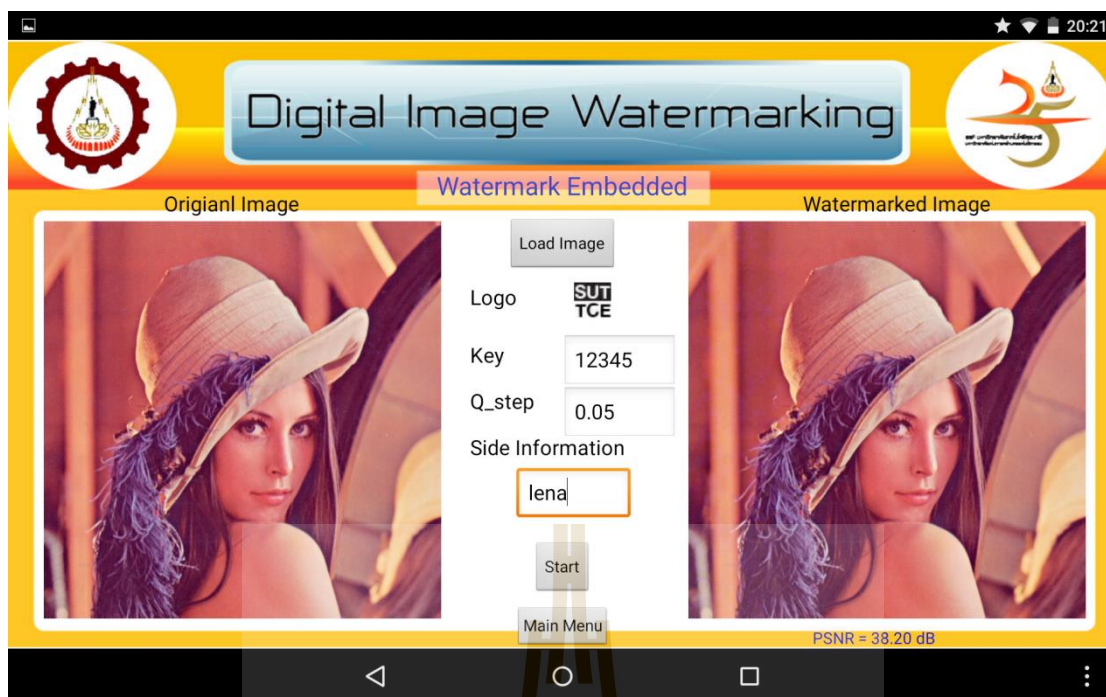 20:21
Digital Image Watermarking
Watermark Embedded
Origianl Image
Watermarked Image
Load Image
Logo
SUT
TCE
Key
12345
Q_step
0.05
Side Information
lena
Start
Main Menu
PSNR = 38.20 dB